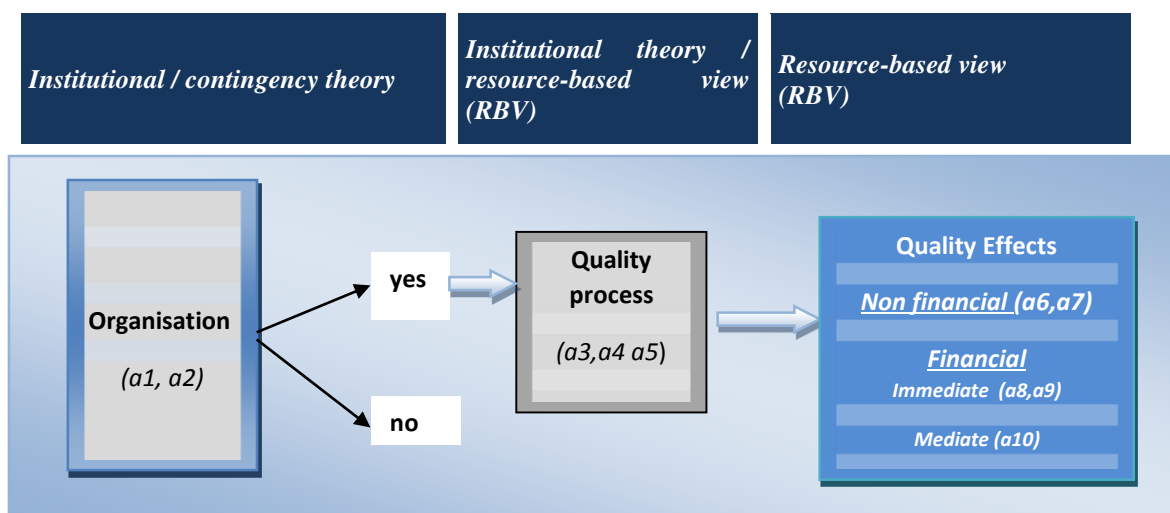 Institutional / contingency theory
Institutional theory /
resource-based view
(RBV)
Resource-based view
(RBV)
Organisation
(a1, a2)
yes
no
Quality
process
(a3,a4 a5)
Quality Effects
Non financial (a6,a7)
Financial
Immediate (a8,a9)
Mediate (a10)